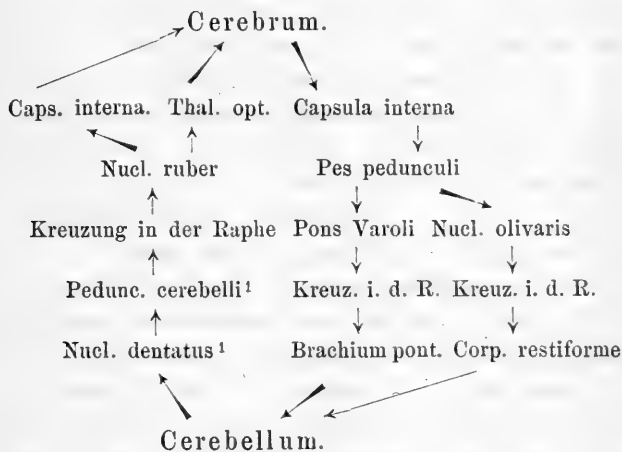 Cerebrum.
Caps. interna. Thal. opt. Capsula interna
Nucl. ruber Pes pedunculi
Kreuzung in der Raphe Pons Varoli Nucl. olivaris
Pedunc. cerebelli¹ Kreuz. i. d. R. Kreuz. i. d. R.
Nucl. dentatus¹ Brachium pont. Corp. restiforme
Cerebellum.